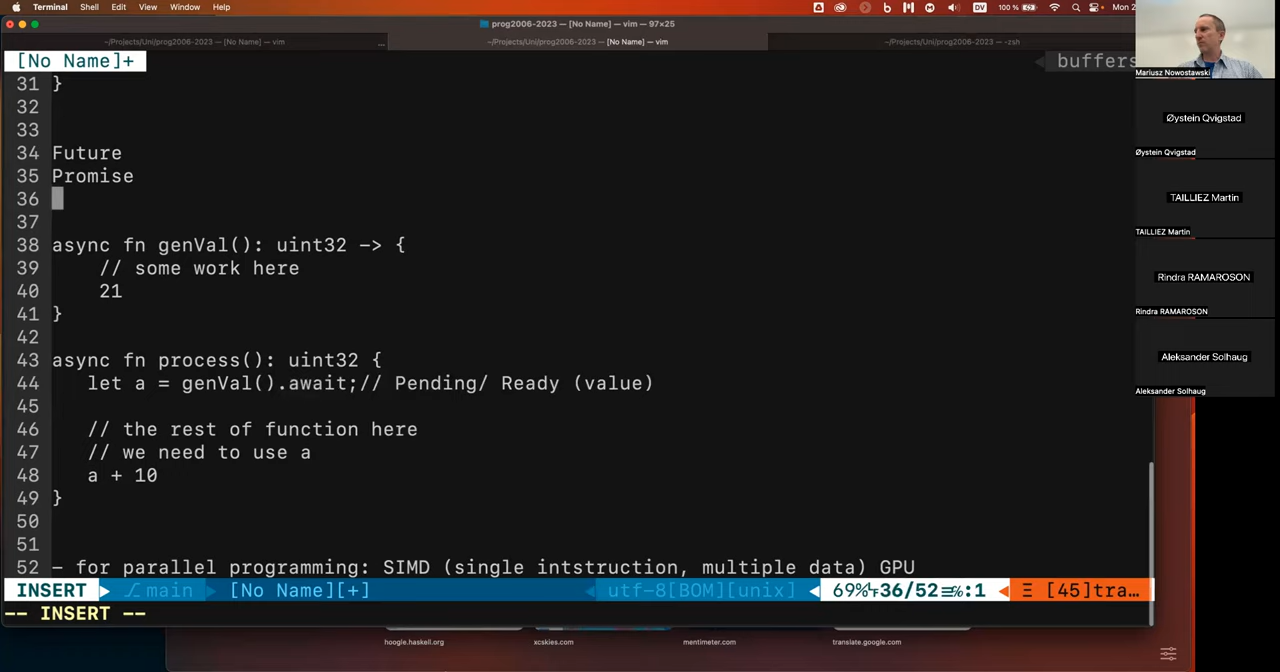 Terminal Shell Edit View Window Help 100 % Mon 2
prog2006-2023 — [No Name] — vim — 97×25
~/Projects/Uni/prog2006-2023 — [No Name] — vim ... ~/Projects/Uni/prog2006-2023 — [No Name] — vim ~/Projects/Uni/prog2006-2023 — -zsh
[No Name]+ buffers
31 }
32
33
34 Future
35 Promise
36
37
38 async fn genVal(): uint32 -> {
39 // some work here
40 21
41 }
42
43 async fn process(): uint32 {
44 let a = genVal().await;// Pending/ Ready (value)
45
46 // the rest of function here
47 // we need to use a
48 a + 10
49 }
50
51
52 - for parallel programming: SIMD (single intstruction, multiple data) GPU
INSERT main [No Name][+] utf-8[BOM][unix] 69% 36/52 :1 Ξ [45]tra…
-- INSERT --
hoogle.haskell.org xcskies.com mentimeter.com translate.google.com
Mariusz Nowostawski
Øystein Qvigstad
Øystein Qvigstad
TAILLIEZ Martin
TAILLIEZ Martin
Rindra RAMAROSON
Rindra RAMAROSON
Aleksander Solhaug
Aleksander Solhaug